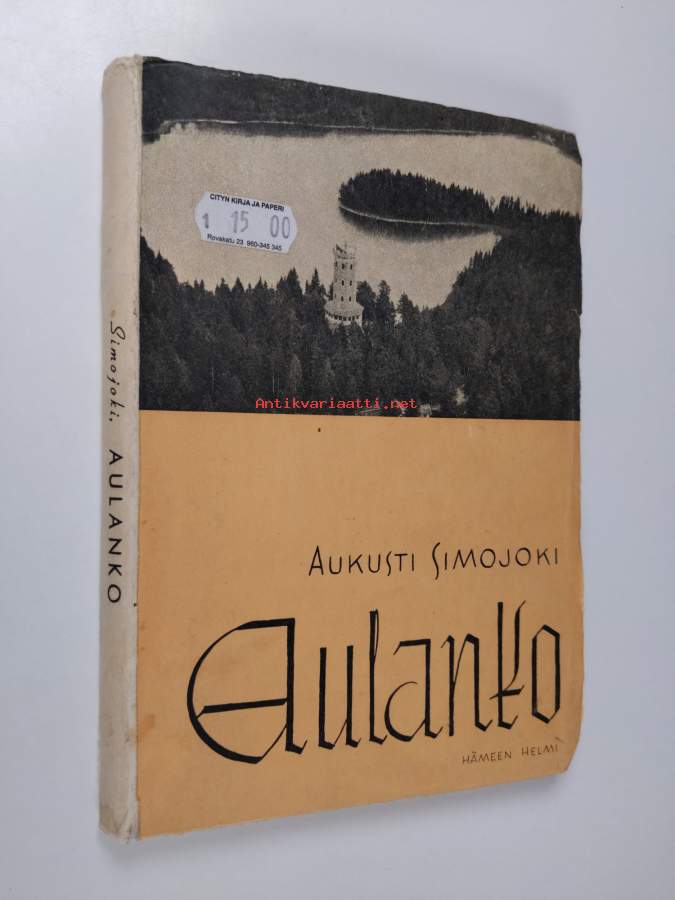 CITYN KIRJA JA PAPERI
1 15 00
Rovakatu 23 960-345 345
Antikvariaatti.net
Simojoki, AULANKO
AUKUSTI SIMOJOKI
Aulanko
HÄMEEN HELMI